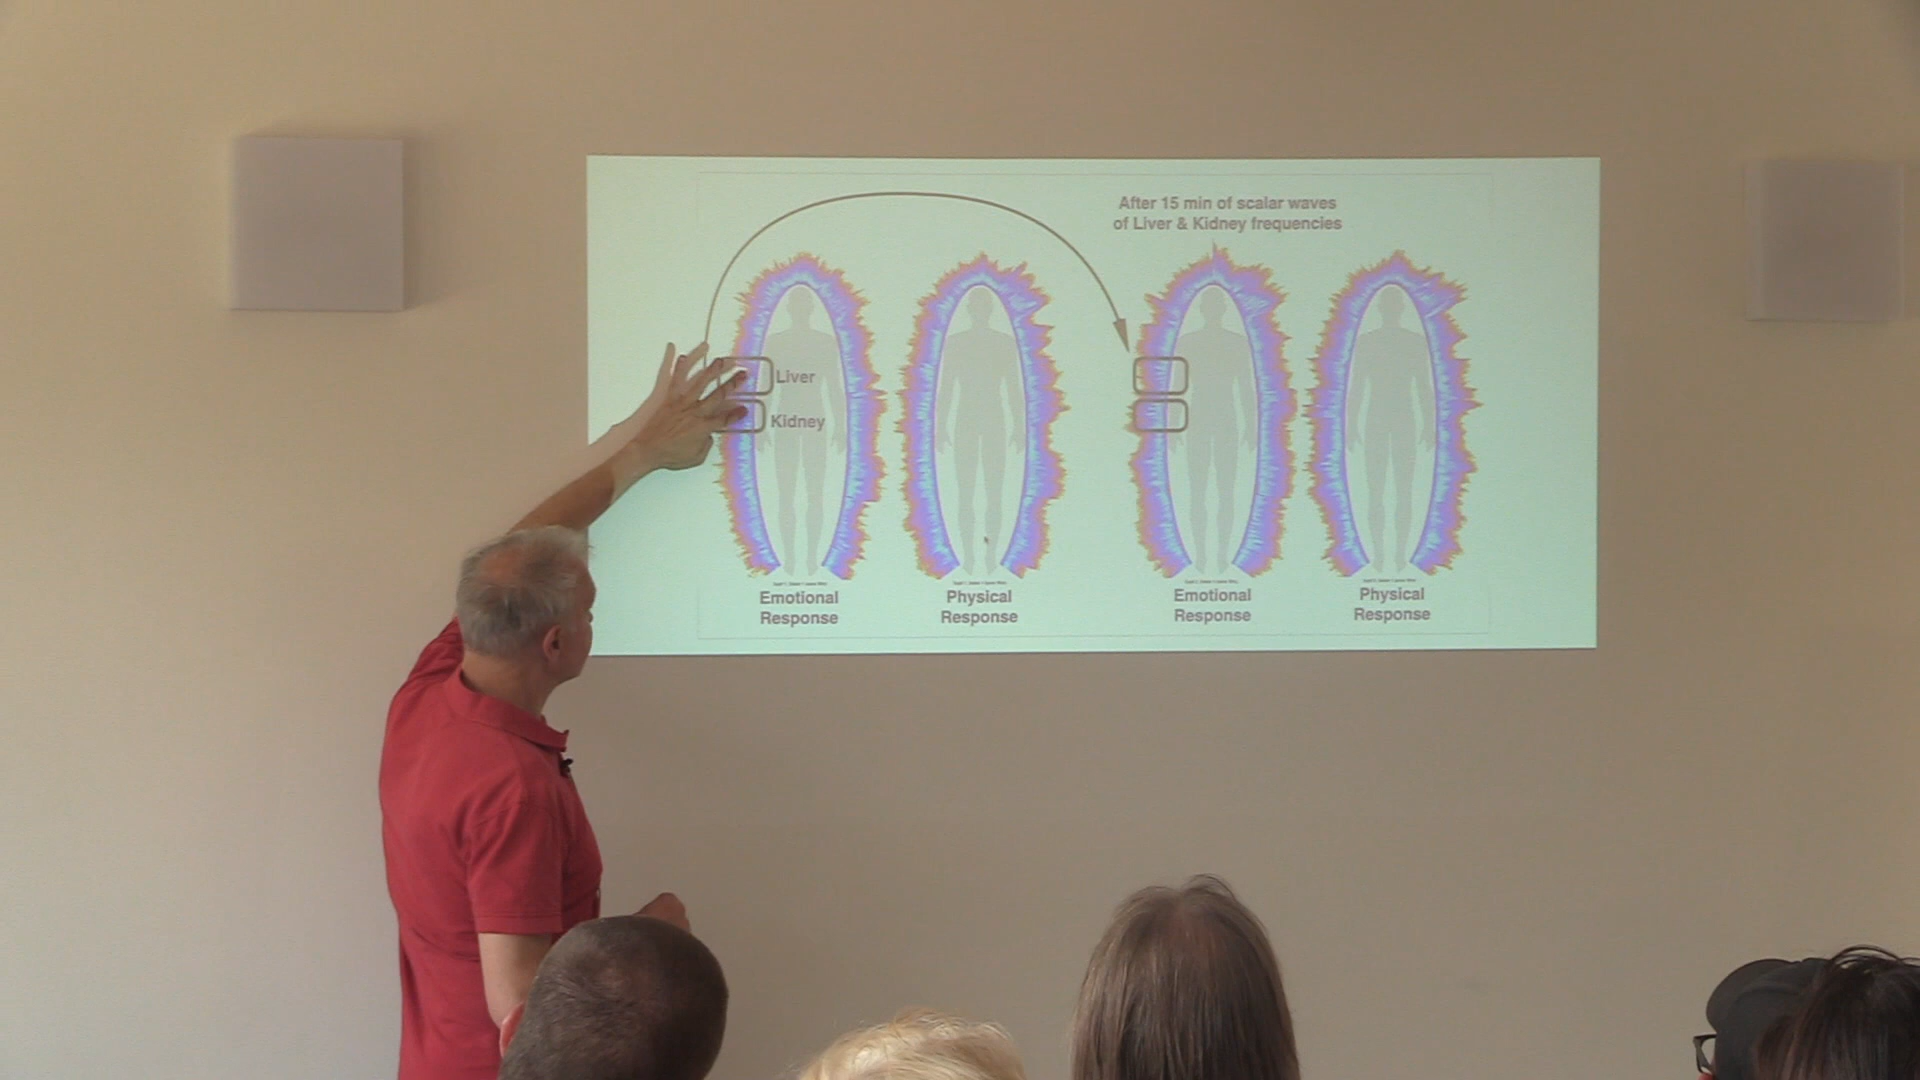 After 15 min of scalar waves
of Liver & Kidney frequencies
Liver
Kidney
Emotional
Response
Physical
Response
Emotional
Response
Physical
Response